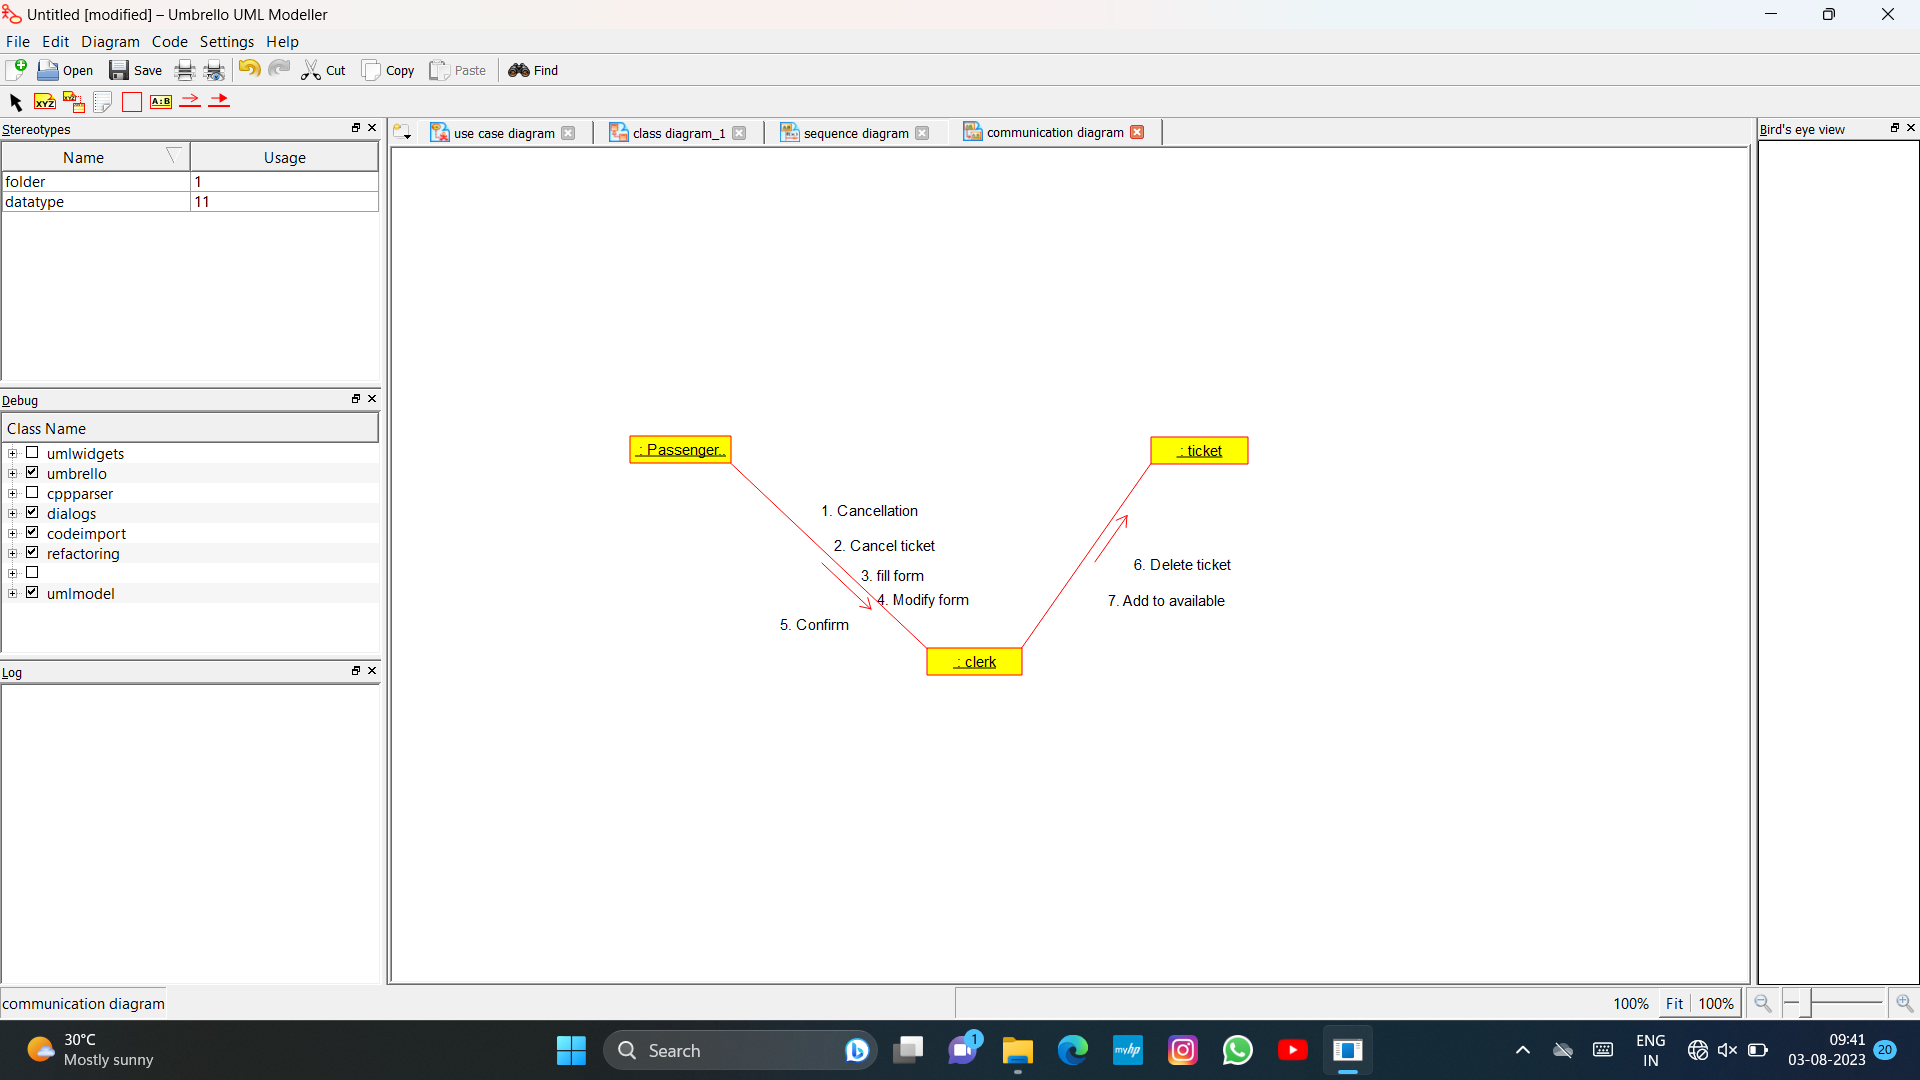 Untitled [modified] – Umbrello UML Modeller
File Edit Diagram Code Settings Help
Open Save Cut Copy Paste Find
XYZ XYZ A:B
Stereotypes
Name Usage
folder 1
datatype 11
Debug
Class Name
umlwidgets
umbrello
cppparser
dialogs
codeimport
refactoring
umlmodel
Log
use case diagram class diagram_1 sequence diagram communication diagram
Bird's eye view
: Passenger..
: ticket
1. Cancellation
2. Cancel ticket
3. fill form
4. Modify form
5. Confirm
6. Delete ticket
7. Add to available
: clerk
communication diagram
100% Fit 100%
30°C
Mostly sunny
Search
1
myhp
ENG
IN
09:41
03-08-2023
20